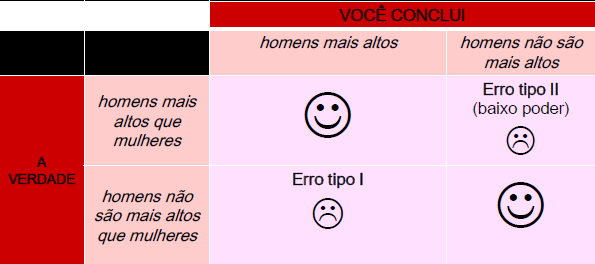 VOCÊ CONCLUI
homens mais altos
homens não são
mais altos
A
VERDADE
homens mais
altos que
mulheres
Erro tipo II
(baixo poder)
homens não
são mais altos
que mulheres
Erro tipo I